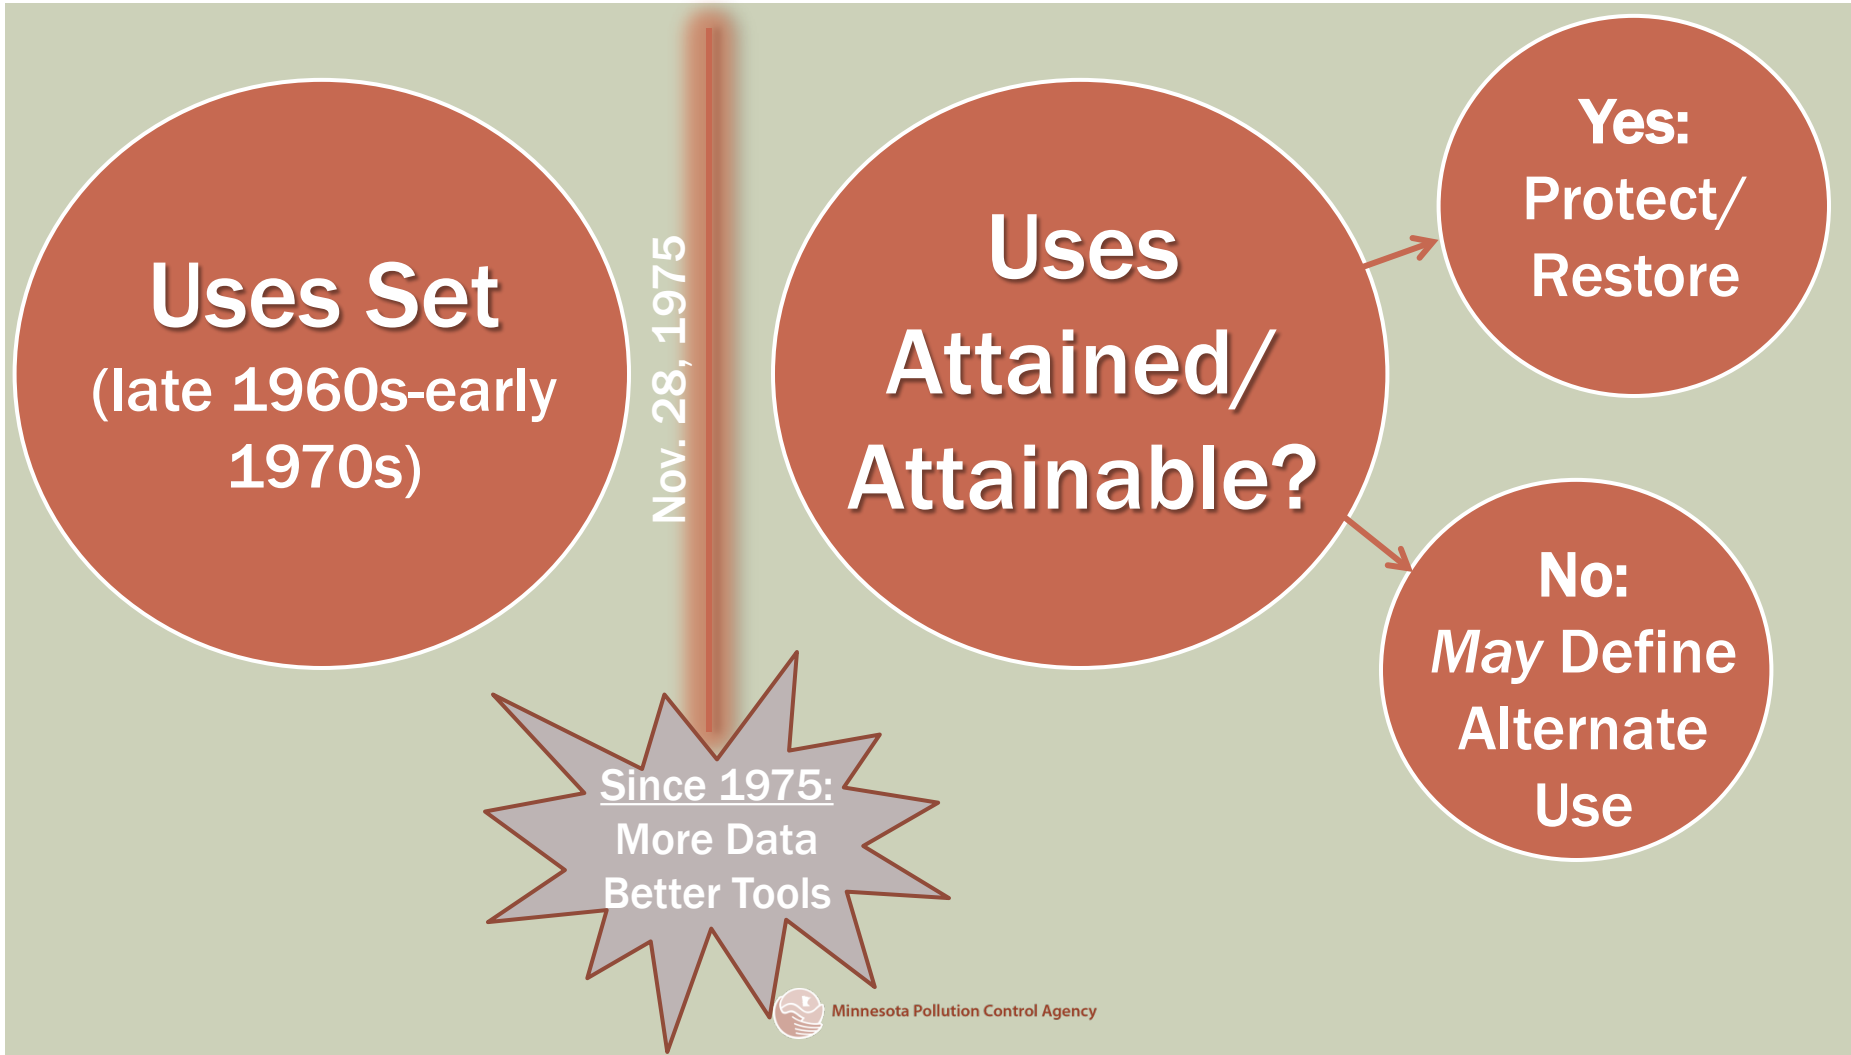 Uses Set
(late 1960s-early
1970s)
Nov. 28, 1975
Uses
Attained/
Attainable?
Yes:
Protect/
Restore
No:
May Define
Alternate
Use
Since 1975:
More Data
Better Tools
Minnesota Pollution Control Agency